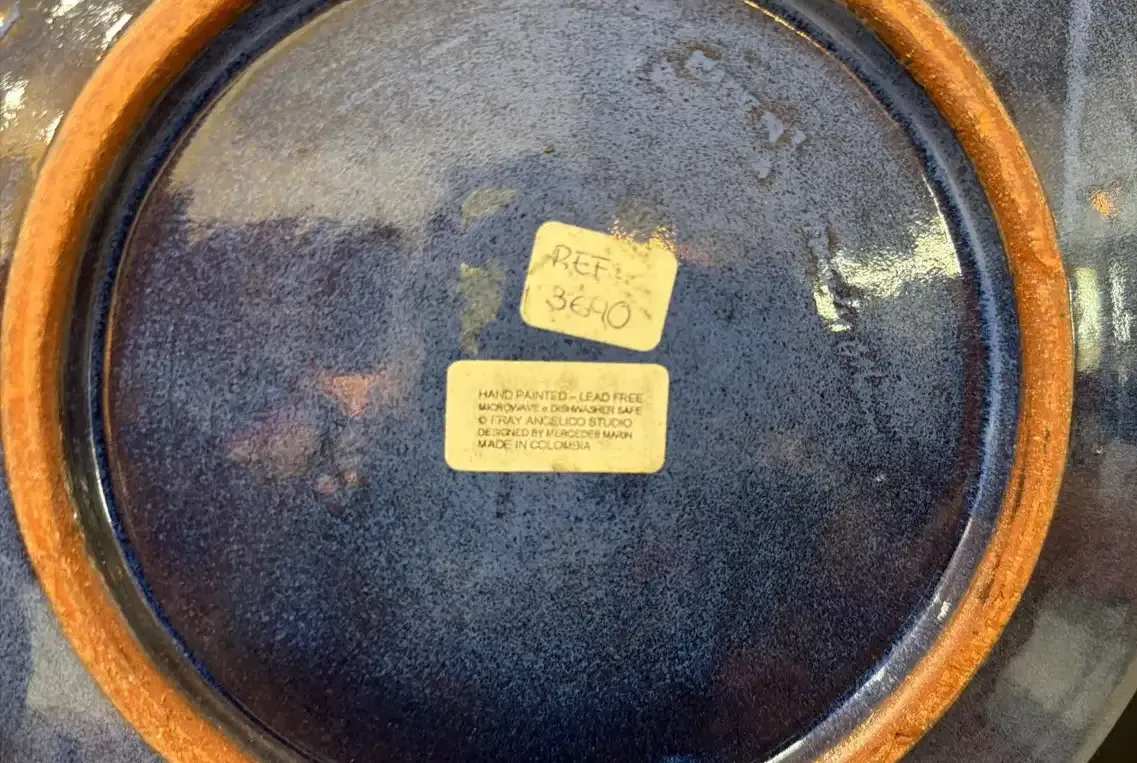 REF:
3640
HAND PAINTED – LEAD FREE
MICROWAVE & DISHWASHER SAFE
© FRAY ANGELICO STUDIO
DESIGNED BY MERCEDES MARIN
MADE IN COLOMBIA